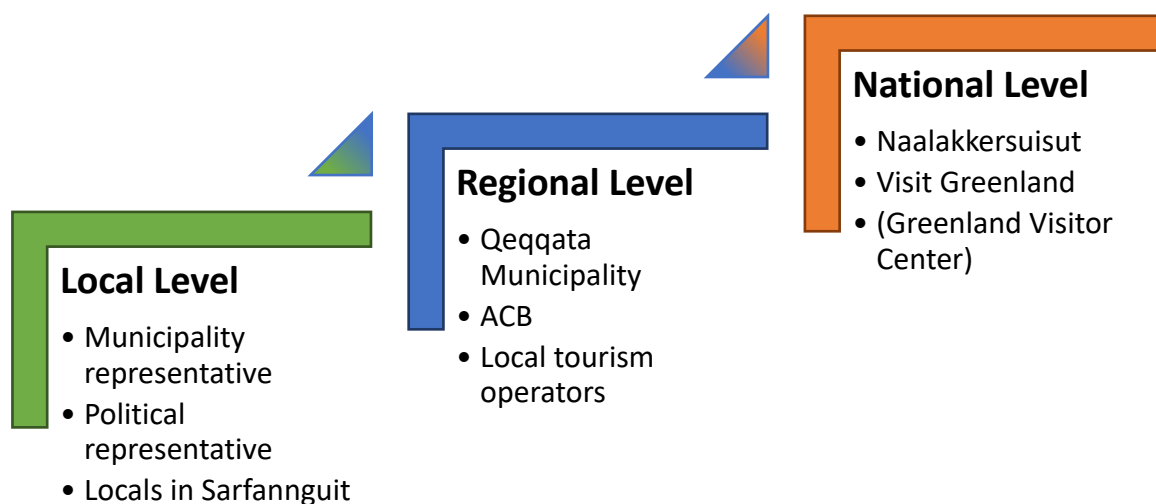 Local Level
• Municipality
representative
• Political
representative
• Locals in Sarfannguit
Regional Level
• Qeqqata
Municipality
• ACB
• Local tourism
operators
National Level
• Naalakkersuisut
• Visit Greenland
• (Greenland Visitor
Center)